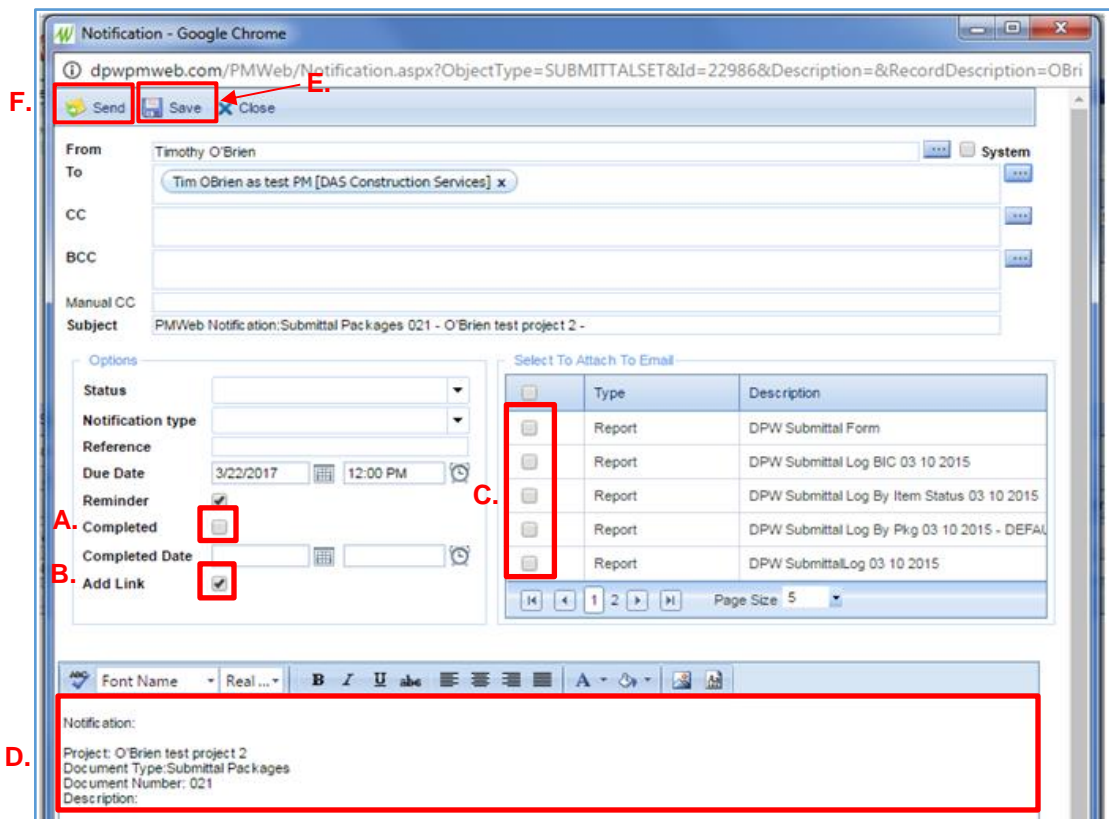 Notification - Google Chrome
dpwpmweb.com/PMWeb/Notification.aspx?ObjectType=SUBMITTALSET&Id=22986&Description=&RecordDescription=OBri
E.
F. Send Save Close
From Timothy O'Brien System
To Tim OBrien as test PM [DAS Construction Services] x
CC
BCC
Manual CC
Subject PMWeb Notification:Submittal Packages 021 - O'Brien test project 2 -
Options
Status
Notification type
Reference
Due Date 3/22/2017 12:00 PM
Reminder
A. Completed
Completed Date
B. Add Link
Select To Attach To Email
Type Description
Report DPW Submittal Form
Report DPW Submittal Log BIC 03 10 2015
C. Report DPW Submittal Log By Item Status 03 10 2015
Report DPW Submittal Log By Pkg 03 10 2015 - DEFAU
Report DPW SubmittalLog 03 10 2015
1 2 Page Size 5
ABC Font Name Real ... B I U abc A
Notification:
D. Project: O'Brien test project 2
Document Type:Submittal Packages
Document Number: 021
Description: